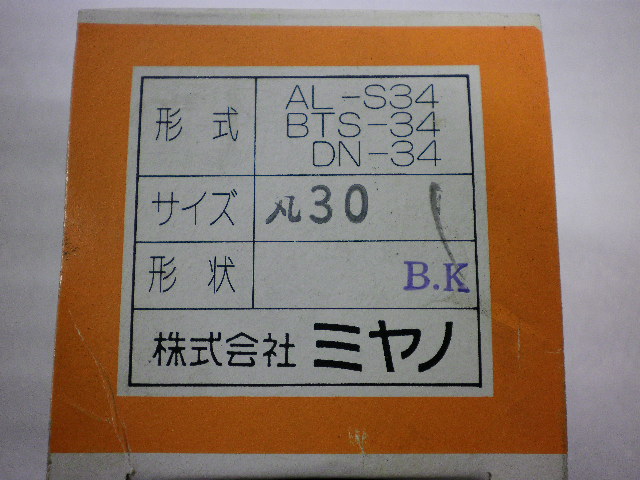 形式 AL-S34
BTS-34
DN-34
サイズ 丸30
形状 B.K
株式会社 ミヤノ